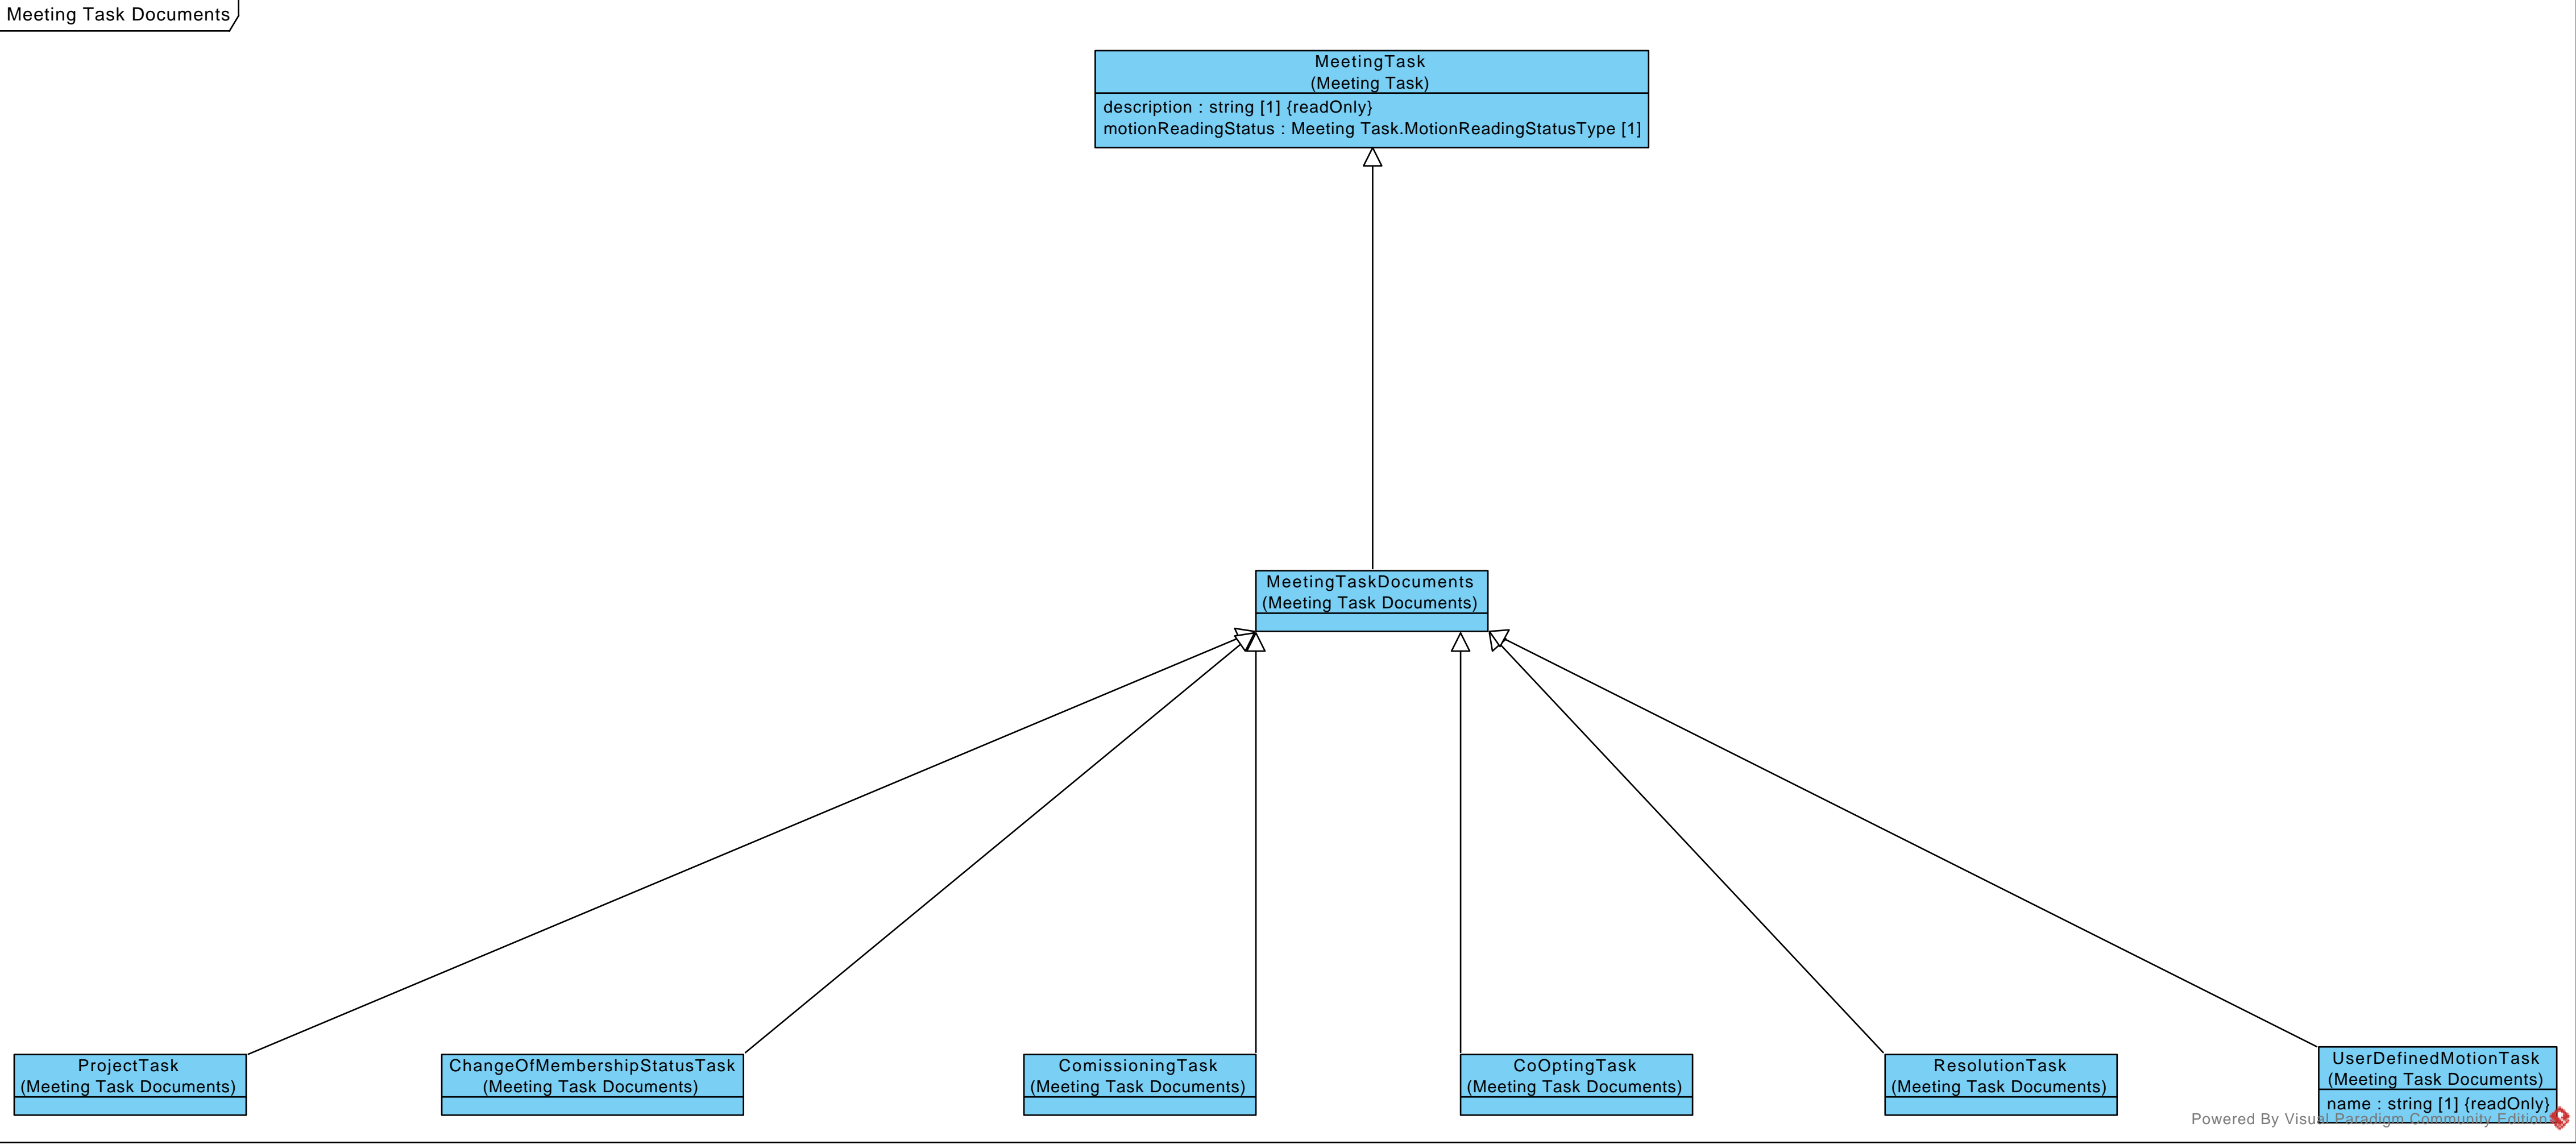 Meeting Task Documents
MeetingTask
(Meeting Task)
description : string [1] {readOnly}
motionReadingStatus : Meeting Task.MotionReadingStatusType [1]
MeetingTaskDocuments
(Meeting Task Documents)
ProjectTask
(Meeting Task Documents)
ChangeOfMembershipStatusTask
(Meeting Task Documents)
ComissioningTask
(Meeting Task Documents)
CoOptingTask
(Meeting Task Documents)
ResolutionTask
(Meeting Task Documents)
UserDefinedMotionTask
(Meeting Task Documents)
name : string [1] {readOnly}
Powered By Visual Paradigm Community Edition